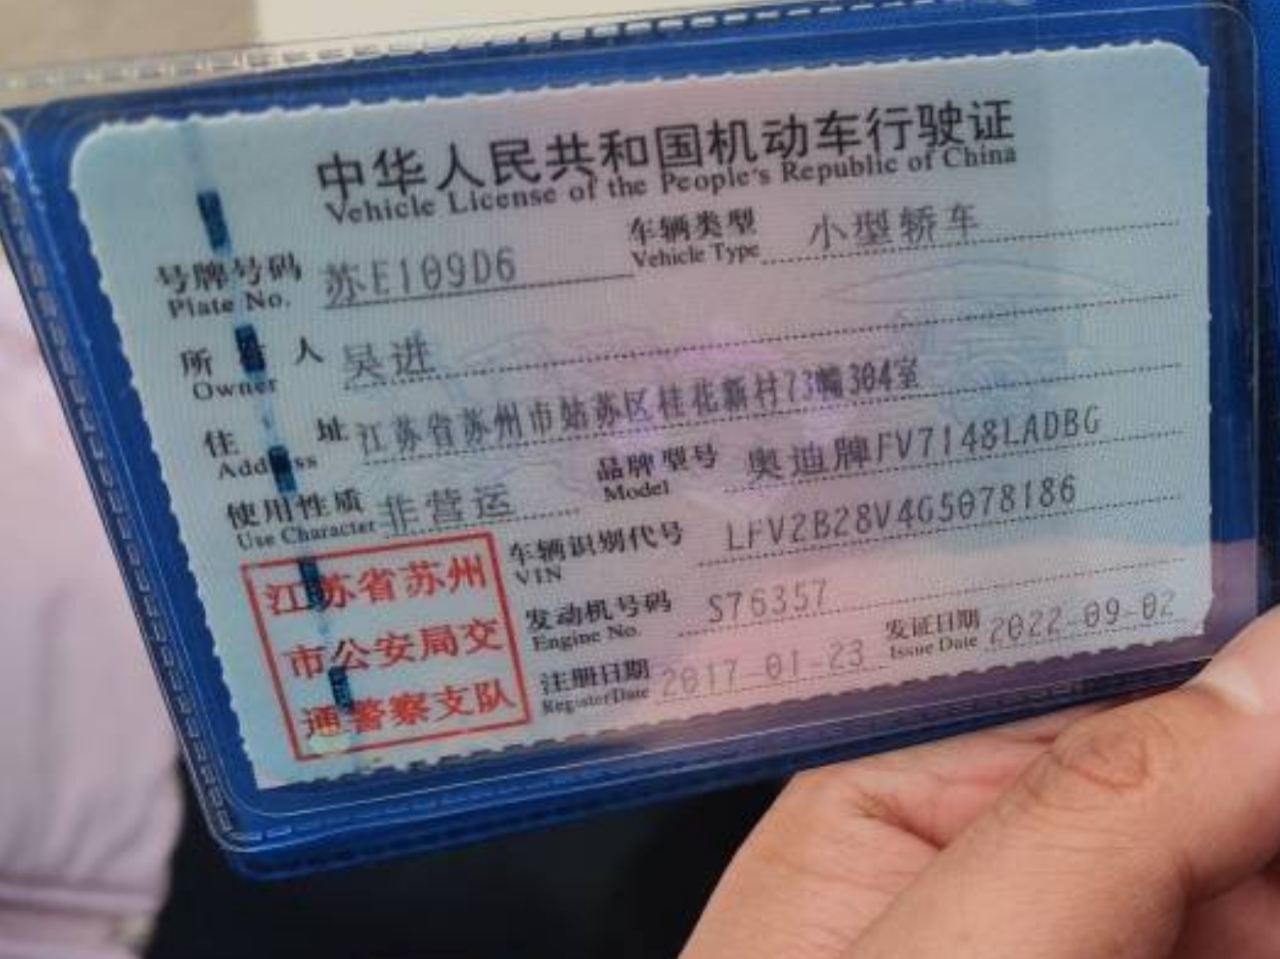 中华人民共和国机动车行驶证
Vehicle License of the People's Republic of China
号牌号码 苏E109D6 车辆类型 小型轿车
Plate No. Vehicle Type
所有人 吴进
Owner
住址 江苏省苏州市姑苏区桂花新村73幢304室
Address
使用性质 非营运 品牌型号 奥迪牌FV7148LADBG
Use Character Model
车辆识别代号 LFV2B28V4G5078186
VIN
发动机号码 S76357
Engine No.
注册日期 2017-01-23 发证日期 2022-09-02
Register Date Issue Date
江苏省苏州
市公安局交
通警察支队